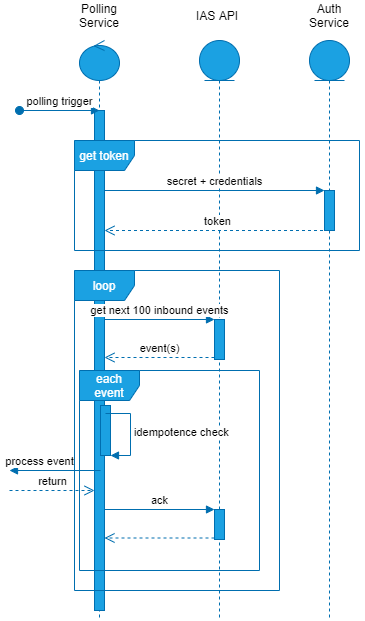 Polling
Service
IAS API
Auth
Service
polling trigger
get token
secret + credentials
token
loop
get next 100 inbound events
event(s)
each
event
idempotence check
process event
return
ack